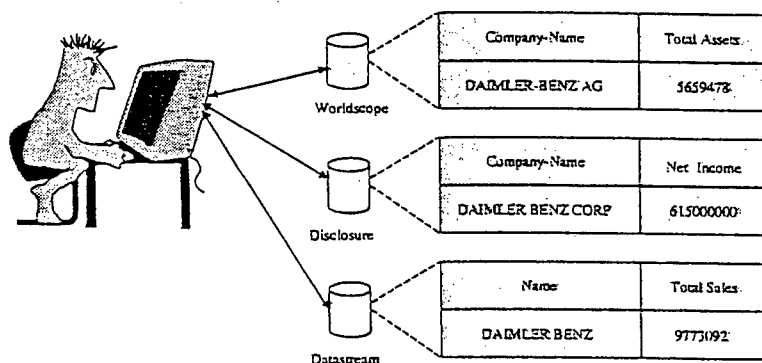 Company-Name Total Assets
DAIMLER-BENZ AG 5659478
Worldscope
Company-Name Net Income
DAIMLER BENZ CORP 615000000
Disclosure
Name Total Sales
DAIMLER BENZ 9773092
Datastream